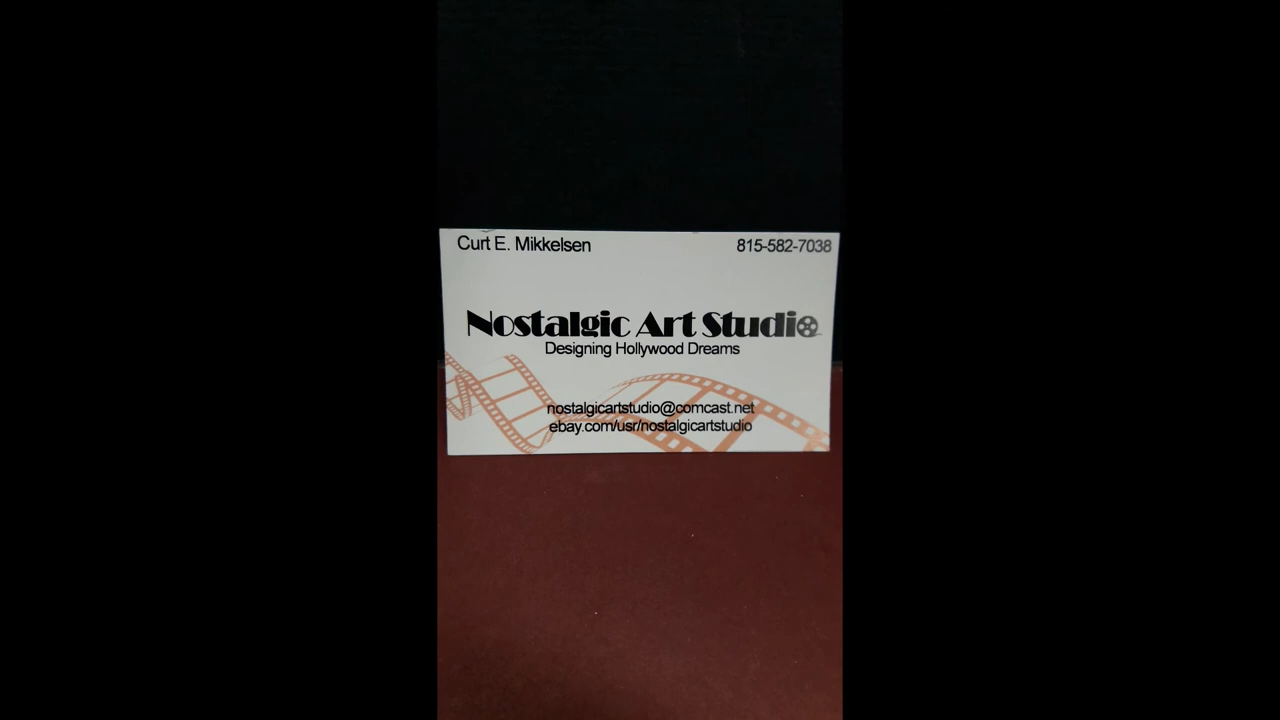 Curt E. Mikkelsen 815-582-7038
Nostalgic Art Studio
Designing Hollywood Dreams
nostalgicartstudio@comcast.net
ebay.com/usr/nostalgicartstudio